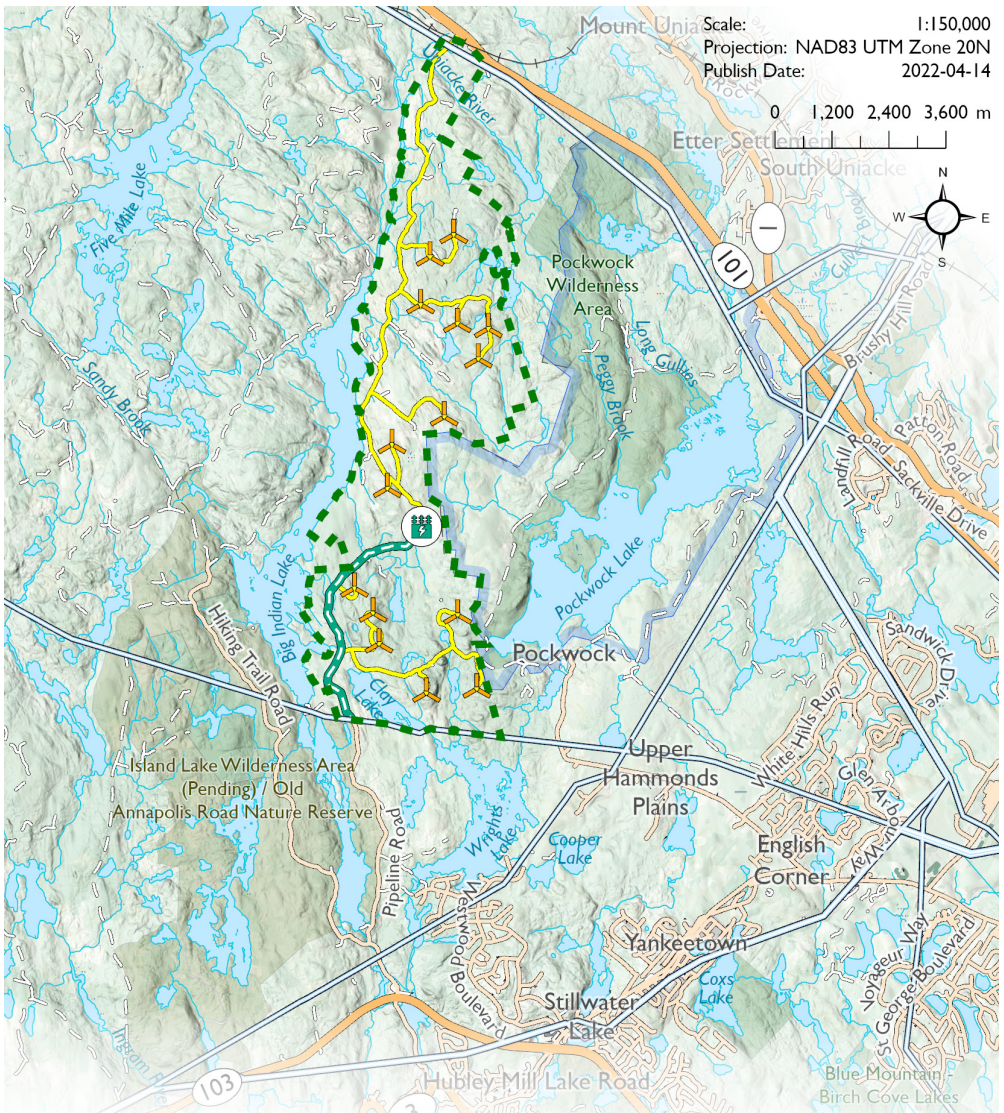 Mount Unia
Scale: 1:150,000
Projection: NAD83 UTM Zone 20N
Publish Date: 2022-04-14
0 1,200 2,400 3,600 m
Uniacke River
Etter Settlement
South Uniacke
N
W E
S
Five Mile Lake
1
101
Pockwock
Wilderness
Area
Long Gullies
Peggy Brook
Brushy Hill Road
Sandy Brook
Patton Road
Landfill Road
Sackville Drive
Pockwock Lake
Big Indian Lake
Hiking Trail Road
Pockwock
Sandwick Drive
Clay
Lake
White Hills Run
Upper
Hammonds
Plains
Island Lake Wilderness Area
(Pending) / Old
Annapolis Road Nature Reserve
Glen Arbour Way
Pipeline Road
Wrights
Lake
Cooper
Lake
English
Corner
Westwood Boulevard
Yankeetown
Voyageur Way
St George Boulevard
Coxs
Lake
Stillwater
Lake
Ingram
103
Hubley Mill Lake Road
3
Blue Mountain -
Birch Cove Lakes